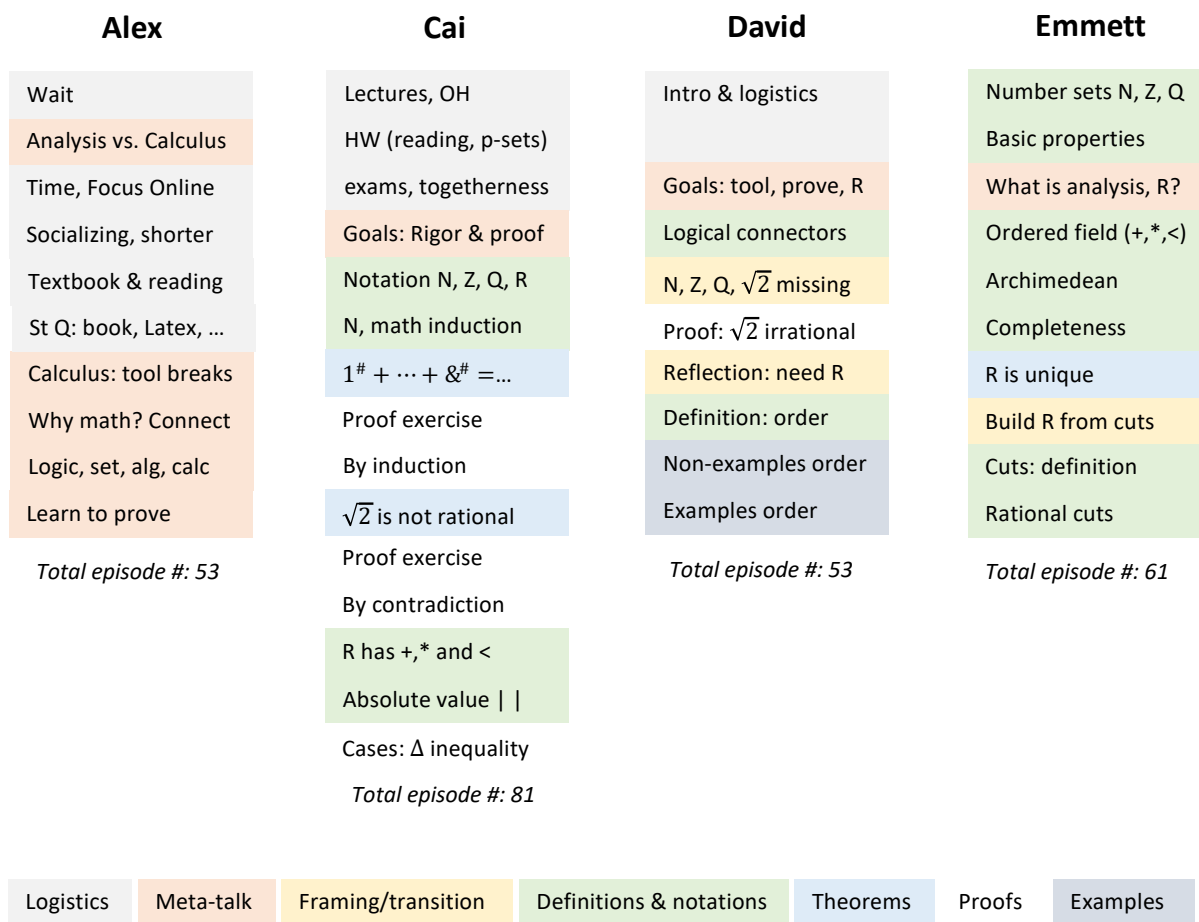 Alex
Wait
Analysis vs. Calculus
Time, Focus Online
Socializing, shorter
Textbook & reading
St Q: book, Latex, ...
Calculus: tool breaks
Why math? Connect
Logic, set, alg, calc
Learn to prove
Total episode #: 53
Cai
Lectures, OH
HW (reading, p-sets)
exams, togetherness
Goals: Rigor & proof
Notation N, Z, Q, R
N, math induction
1^# + ⋯ + &^# =...
Proof exercise
By induction
√2 is not rational
Proof exercise
By contradiction
R has +,* and <
Absolute value | |
Cases: Δ inequality
Total episode #: 81
David
Intro & logistics
Goals: tool, prove, R
Logical connectors
N, Z, Q, √2 missing
Proof: √2 irrational
Reflection: need R
Definition: order
Non-examples order
Examples order
Total episode #: 53
Emmett
Number sets N, Z, Q
Basic properties
What is analysis, R?
Ordered field (+,*,<)
Archimedean
Completeness
R is unique
Build R from cuts
Cuts: definition
Rational cuts
Total episode #: 61
Logistics Meta-talk Framing/transition Definitions & notations Theorems Proofs Examples